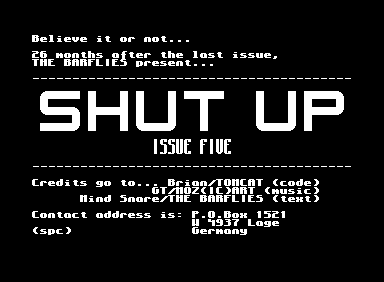 Believe it or not...
26 months after the last issue,
THE BARFLIES present...
SHUT UP
ISSUE FIVE
Credits go to... Brian/TOMCAT (code)
GT/MOZ(IC)ART (music)
Mind Snare/THE BARFLIES (text)
Contact address is: P.O.Box 1521
W 4937 Lage
(spc) Germany